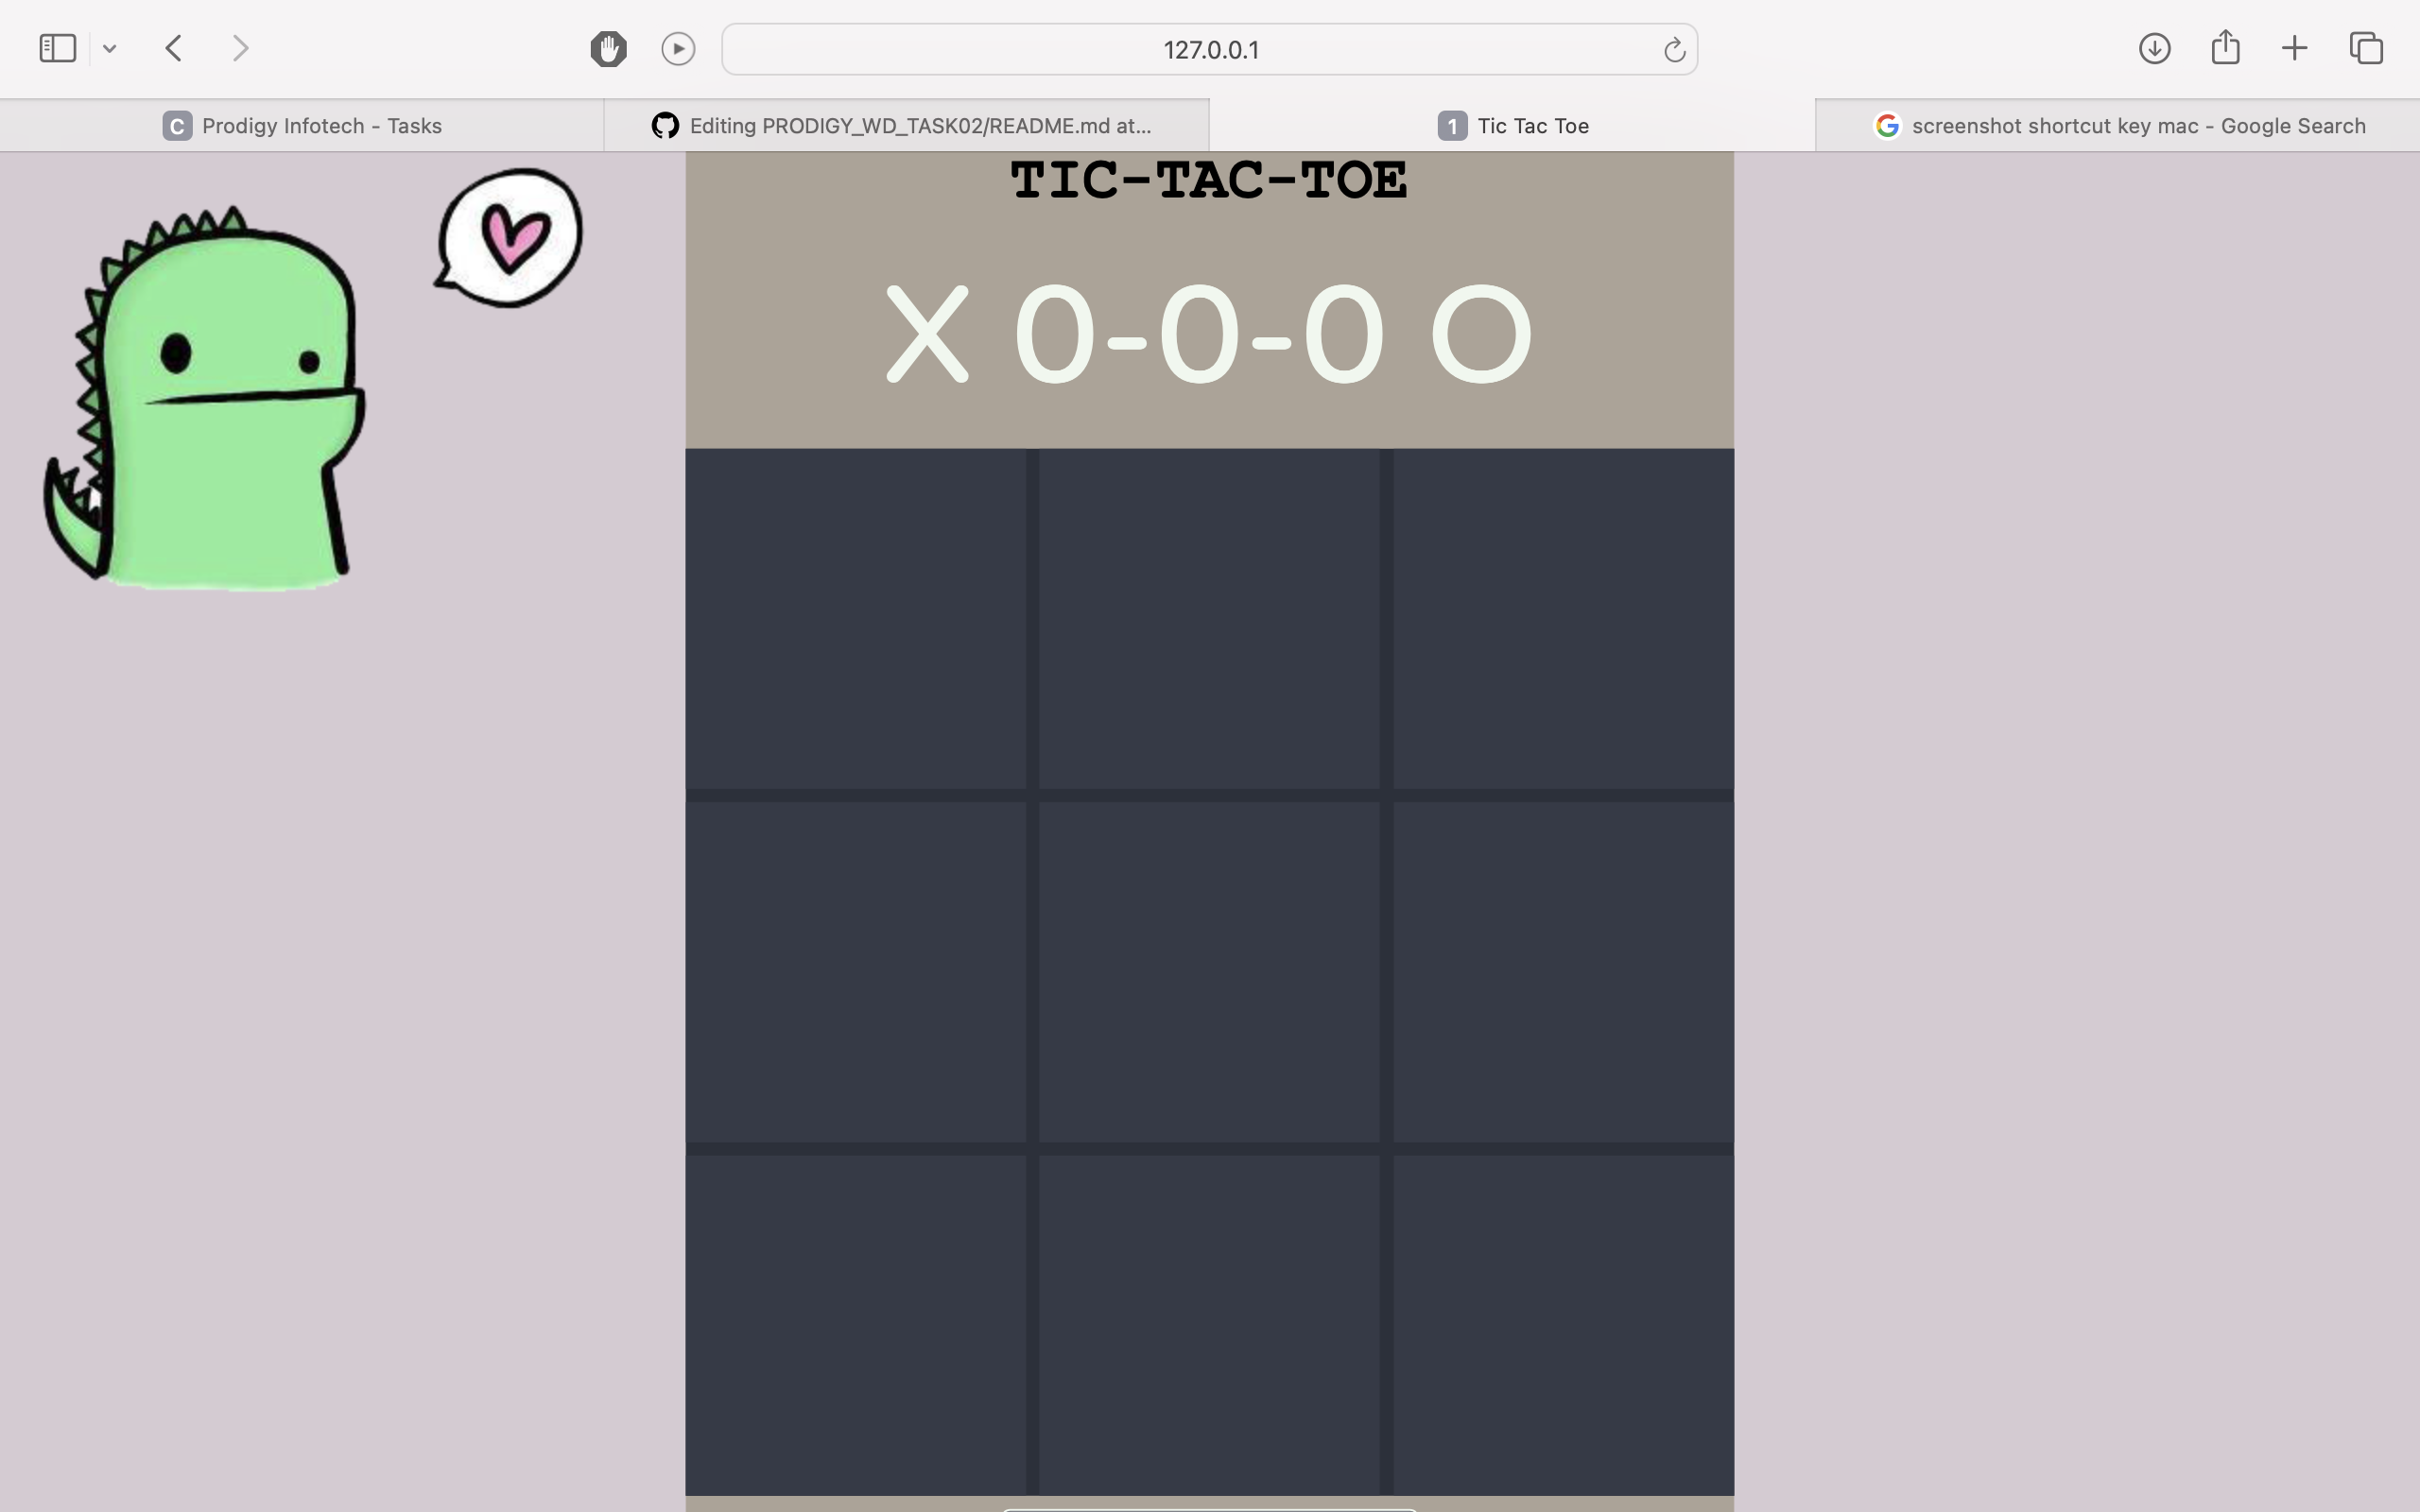 127.0.0.1
C Prodigy Infotech - Tasks
Editing PRODIGY_WD_TASK02/README.md at...
1 Tic Tac Toe
G screenshot shortcut key mac - Google Search
TIC-TAC-TOE
X 0-0-0 O